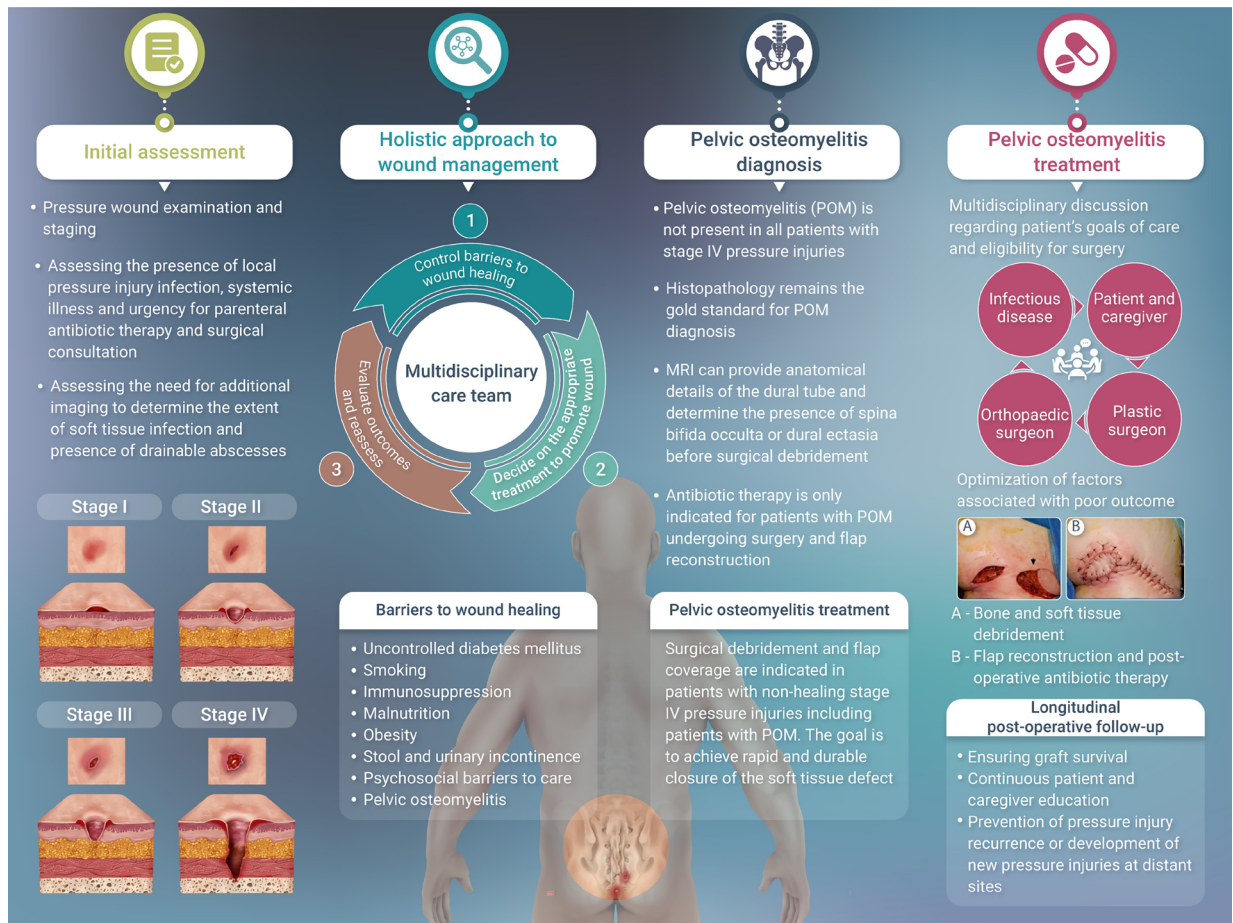 Initial assessment
• Pressure wound examination and
staging
• Assessing the presence of local
pressure injury infection, systemic
illness and urgency for parenteral
antibiotic therapy and surgical
consultation
• Assessing the need for additional
imaging to determine the extent
of soft tissue infection and
presence of drainable abscesses
Stage I
Stage II
Stage III
Stage IV
Holistic approach to
wound management
1
Control barriers to
wound healing
2
Decide on the appropriate
treatment to promote wound
3
Evaluate outcomes
and reassess
Multidisciplinary
care team
Barriers to wound healing
• Uncontrolled diabetes mellitus
• Smoking
• Immunosuppression
• Malnutrition
• Obesity
• Stool and urinary incontinence
• Psychosocial barriers to care
• Pelvic osteomyelitis
Pelvic osteomyelitis
diagnosis
• Pelvic osteomyelitis (POM) is
not present in all patients with
stage IV pressure injuries
• Histopathology remains the
gold standard for POM
diagnosis
• MRI can provide anatomical
details of the dural tube and
determine the presence of spina
bifida occulta or dural ectasia
before surgical debridement
• Antibiotic therapy is only
indicated for patients with POM
undergoing surgery and flap
reconstruction
Pelvic osteomyelitis treatment
Surgical debridement and flap
coverage are indicated in
patients with non-healing stage
IV pressure injuries including
patients with POM. The goal is
to achieve rapid and durable
closure of the soft tissue defect
Pelvic osteomyelitis
treatment
Multidisciplinary discussion
regarding patient's goals of care
and eligibility for surgery
Infectious
disease
Patient and
caregiver
Orthopaedic
surgeon
Plastic
surgeon
Optimization of factors
associated with poor outcome
A
B
A - Bone and soft tissue
debridement
B - Flap reconstruction and post-
operative antibiotic therapy
Longitudinal
post-operative follow-up
• Ensuring graft survival
• Continuous patient and
caregiver education
• Prevention of pressure injury
recurrence or development of
new pressure injuries at distant
sites